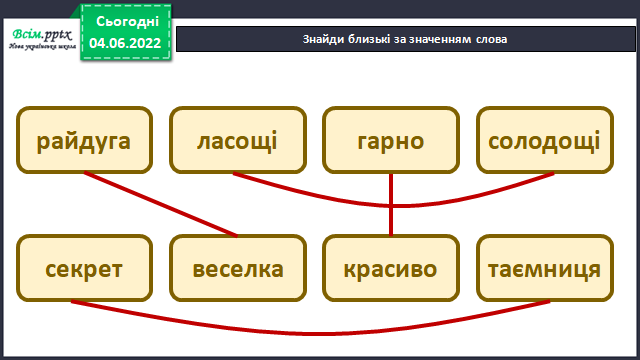 Всім.pptx
Нова українська школа
Сьогодні
04.06.2022
Знайди близькі за значенням слова
райдуга ласощі гарно солодощі
секрет веселка красиво таємниця